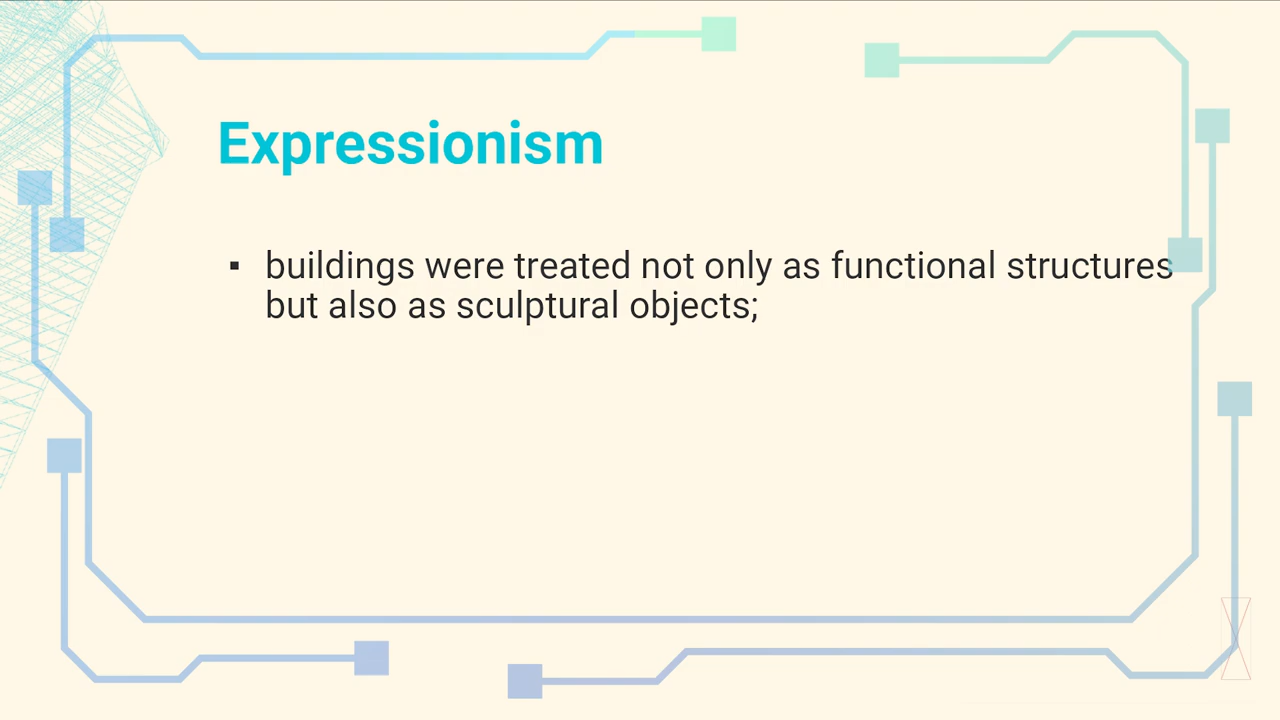 Expressionism
▪ buildings were treated not only as functional structures
but also as sculptural objects;